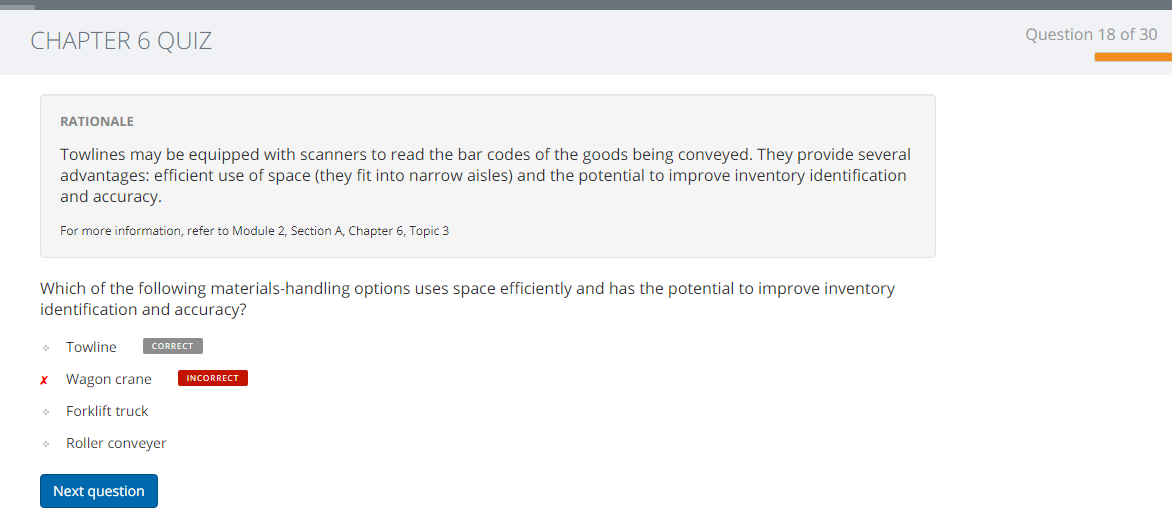 CHAPTER 6 QUIZ
Question 18 of 30
RATIONALE
Towlines may be equipped with scanners to read the bar codes of the goods being conveyed. They provide several
advantages: efficient use of space (they fit into narrow aisles) and the potential to improve inventory identification
and accuracy.
For more information, refer to Module 2, Section A, Chapter 6, Topic 3
Which of the following materials-handling options uses space efficiently and has the potential to improve inventory
identification and accuracy?
Towline CORRECT
✗ Wagon crane INCORRECT
Forklift truck
Roller conveyer
Next question